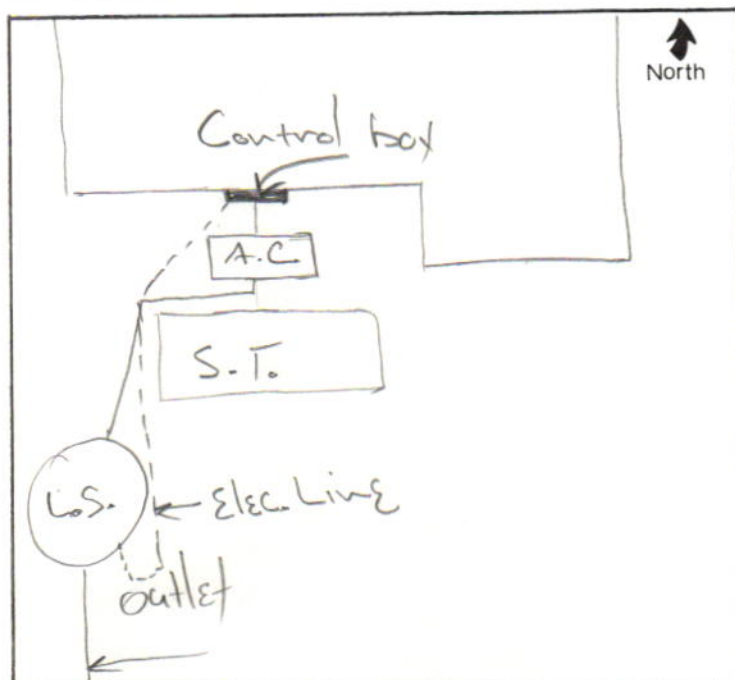 North
Control box
A.C.
S.T.
L.S.
Elec. Line
outlet